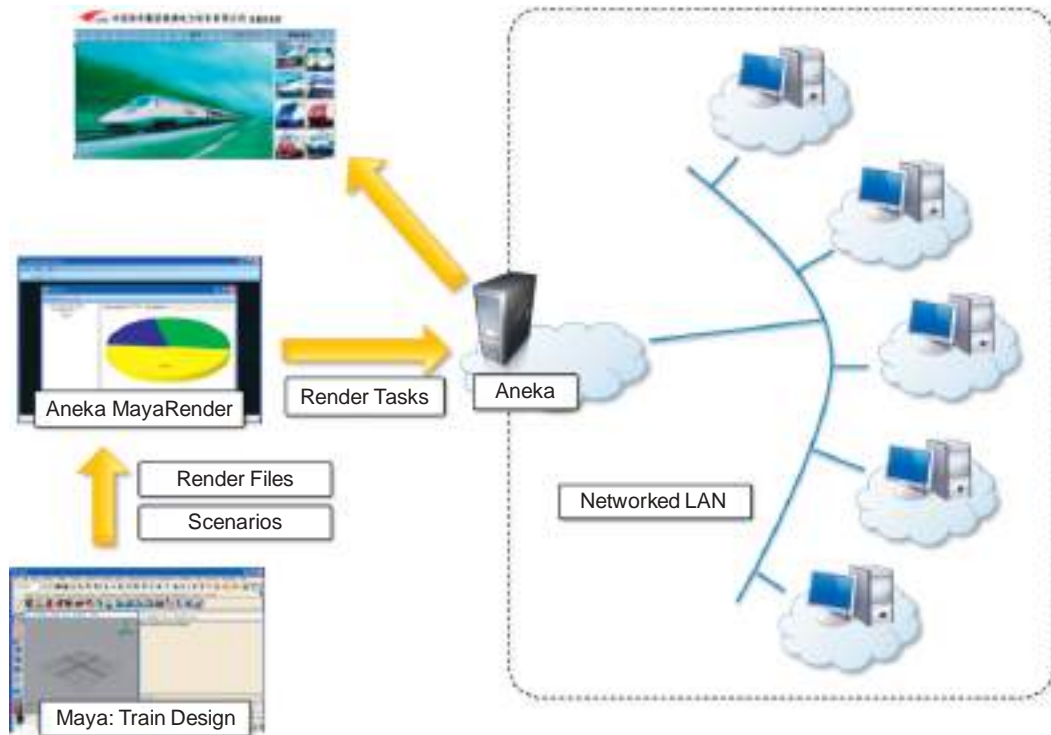 Aneka MayaRender
Render Tasks
Aneka
Render Files
Scenarios
Networked LAN
Maya: Train Design